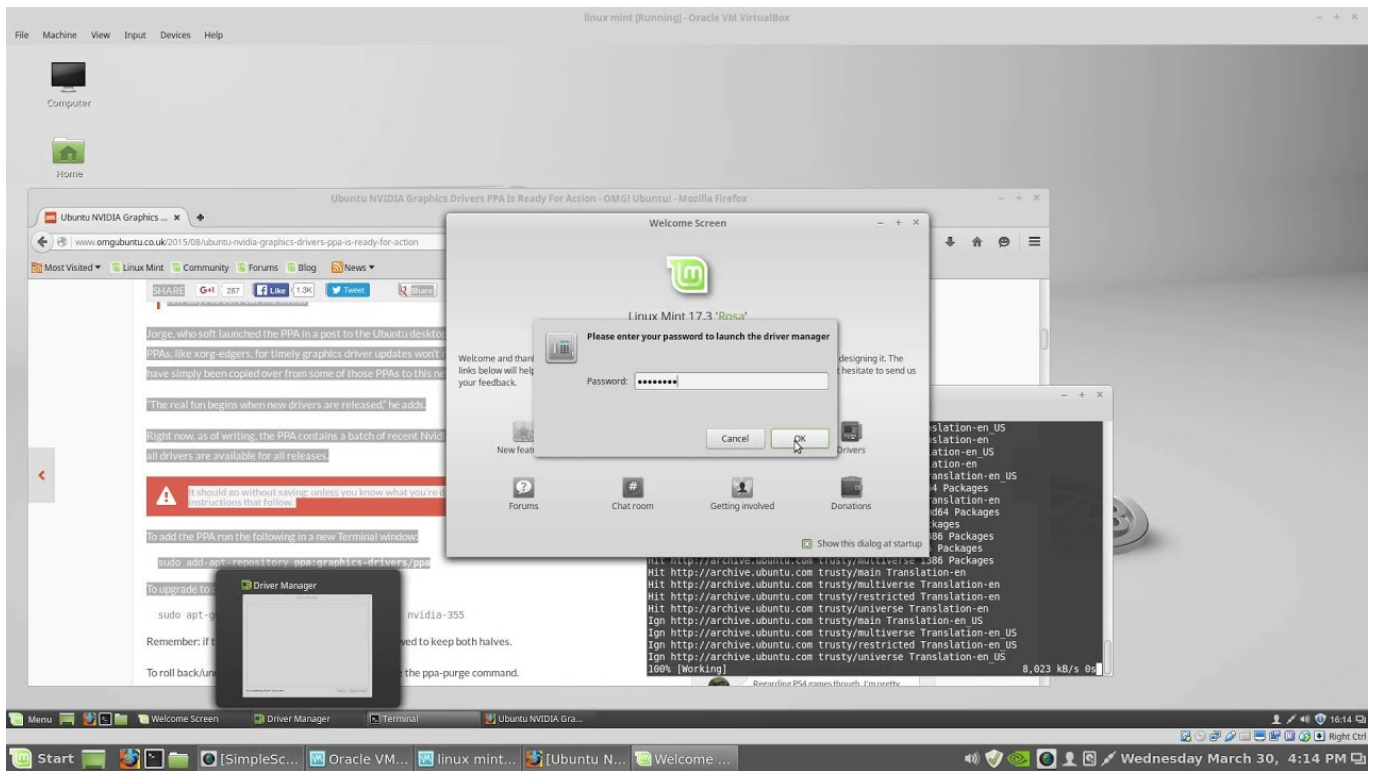 linux mint [Running] - Oracle VM VirtualBox
File Machine View Input Devices Help
Computer
Home
Ubuntu NVIDIA Graphics Drivers PPA Is Ready For Action - OMG! Ubuntu! - Mozilla Firefox
Ubuntu NVIDIA Graphics ...
www.omgubuntu.co.uk/2015/08/ubuntu-nvidia-graphics-drivers-ppa-is-ready-for-action
Most Visited Linux Mint Community Forums Blog News
SHARE G+1 287 Like 1.3K Tweet Share
Jorge, who soft launched the PPA in a post to the Ubuntu desktop
PPAs, like xorg-edgers, for timely graphics driver updates won't
have simply been copied over from some of those PPAs to this ne
"The real fun begins when new drivers are released," he adds.
Right now, as of writing, the PPA contains a batch of recent Nvid
all drivers are available for all releases.
It should go without saying: unless you know what you're d
instructions that follow.
To add the PPA run the following in a new Terminal window:
sudo add-apt-repository ppa:graphics-drivers/ppa
To upgrade to
sudo apt-g nvidia-355
Remember: if t wed to keep both halves.
To roll back/un the ppa-purge command.
Welcome Screen
Linux Mint 17.3 'Rosa'
Welcome and than designing it. The
links below will help t hesitate to send us
your feedback.
Please enter your password to launch the driver manager
Password: ••••••••
Cancel OK
New feat Drivers
Forums Chat room Getting involved Donations
Show this dialog at startup
slation-en_US
lation-en
ation-en_US
ation-en
anslation-en_US
4 Packages
anslation-en
d64 Packages
kages
86 Packages
Packages
Hit http://archive.ubuntu.com trusty/multiverse i386 Packages
Hit http://archive.ubuntu.com trusty/main Translation-en
Hit http://archive.ubuntu.com trusty/multiverse Translation-en
Hit http://archive.ubuntu.com trusty/restricted Translation-en
Hit http://archive.ubuntu.com trusty/universe Translation-en
Ign http://archive.ubuntu.com trusty/main Translation-en_US
Ign http://archive.ubuntu.com trusty/multiverse Translation-en_US
Ign http://archive.ubuntu.com trusty/restricted Translation-en_US
Ign http://archive.ubuntu.com trusty/universe Translation-en_US
100% [Working] 8,023 kB/s 0s
Regarding PS4 games though, I'm pretty
Driver Manager
Menu Welcome Screen Driver Manager Terminal Ubuntu NVIDIA Gra... 16:14
Right Ctrl
Start [SimpleSc... Oracle VM... linux mint... [Ubuntu N... Welcome ... Wednesday March 30, 4:14 PM